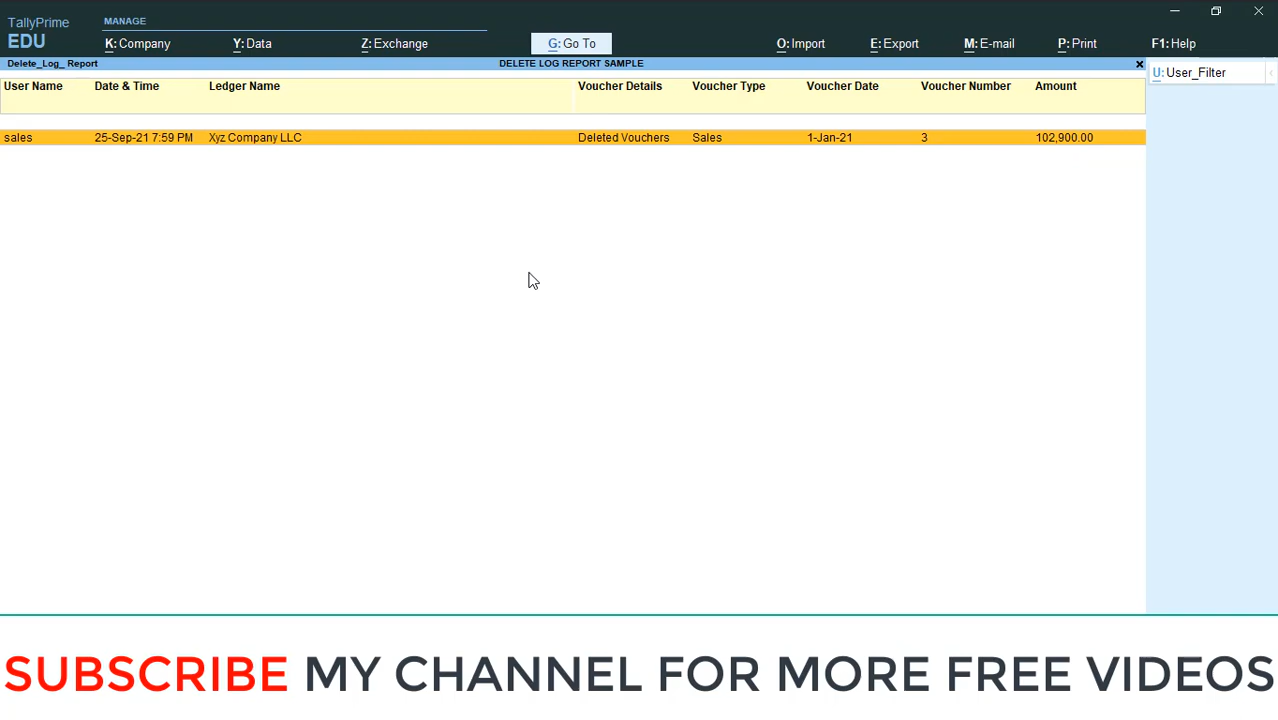 TallyPrime
EDU
MANAGE
K: Company Y: Data Z: Exchange G: Go To O: Import E: Export M: E-mail P: Print F1: Help
Delete_Log_ Report DELETE LOG REPORT SAMPLE
U: User_Filter
User Name Date & Time Ledger Name Voucher Details Voucher Type Voucher Date Voucher Number Amount
sales 25-Sep-21 7:59 PM Xyz Company LLC Deleted Vouchers Sales 1-Jan-21 3 102,900.00
SUBSCRIBE MY CHANNEL FOR MORE FREE VIDEOS